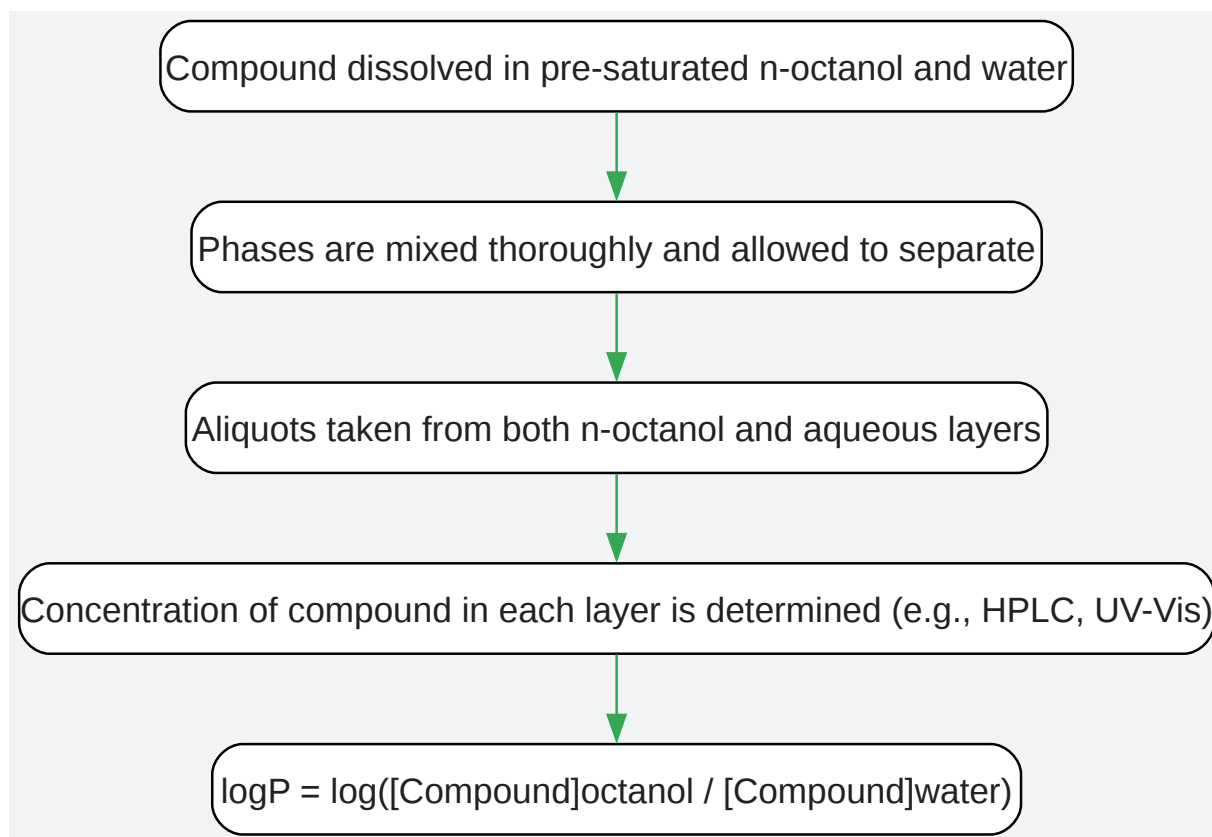 Compound dissolved in pre-saturated n-octanol and water
Phases are mixed thoroughly and allowed to separate
Aliquots taken from both n-octanol and aqueous layers
Concentration of compound in each layer is determined (e.g., HPLC, UV-Vis)
logP = log([Compound]octanol / [Compound]water)